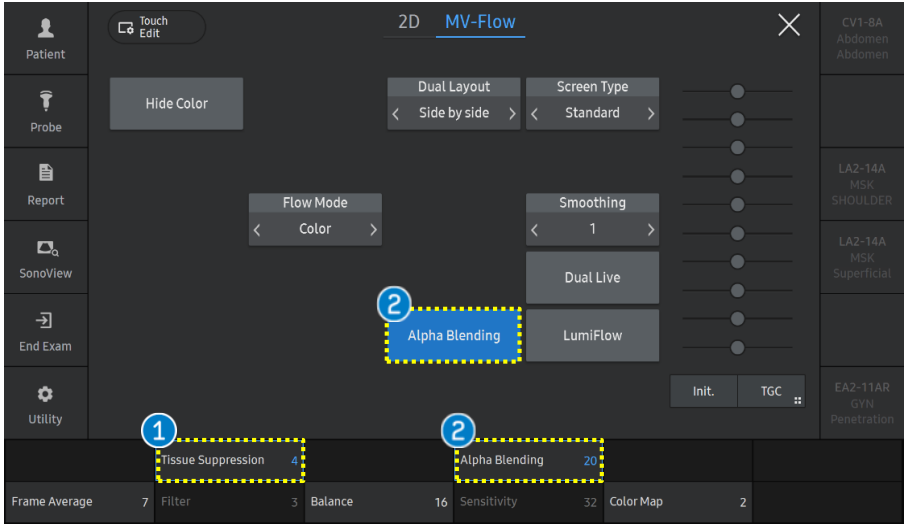 Touch
Edit
2D MV-Flow
CV1-8A
Abdomen
Abdomen
Patient
Hide Color
Dual Layout
Side by side
Screen Type
Standard
Probe
Report
LA2-14A
MSK
SHOULDER
Flow Mode
Color
Smoothing
1
SonoView
LA2-14A
MSK
Superficial
Dual Live
2
Alpha Blending
LumiFlow
End Exam
Init.
TGC
EA2-11AR
GYN
Penetration
Utility
1
2
Tissue Suppression 4
Alpha Blending 20
Frame Average 7
Filter 3
Balance 16
Sensitivity 32
Color Map 2